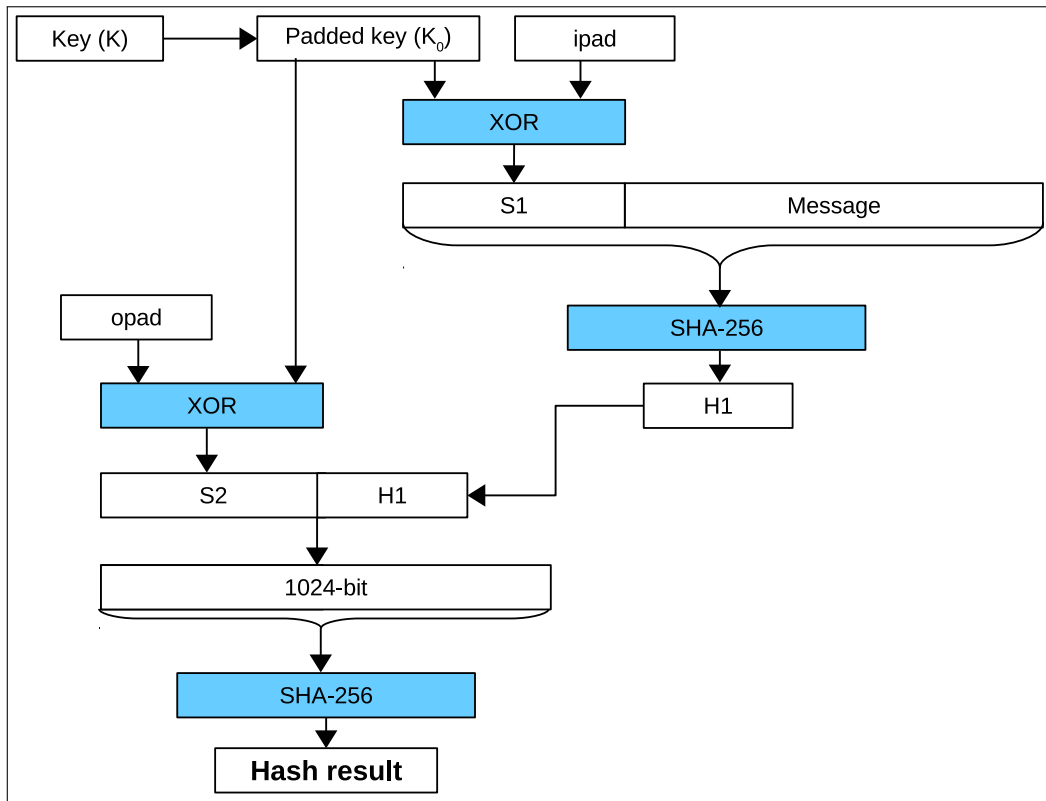 Key (K)
Padded key (K₀)
ipad
XOR
S1
Message
opad
SHA-256
XOR
H1
S2
H1
1024-bit
SHA-256
Hash result